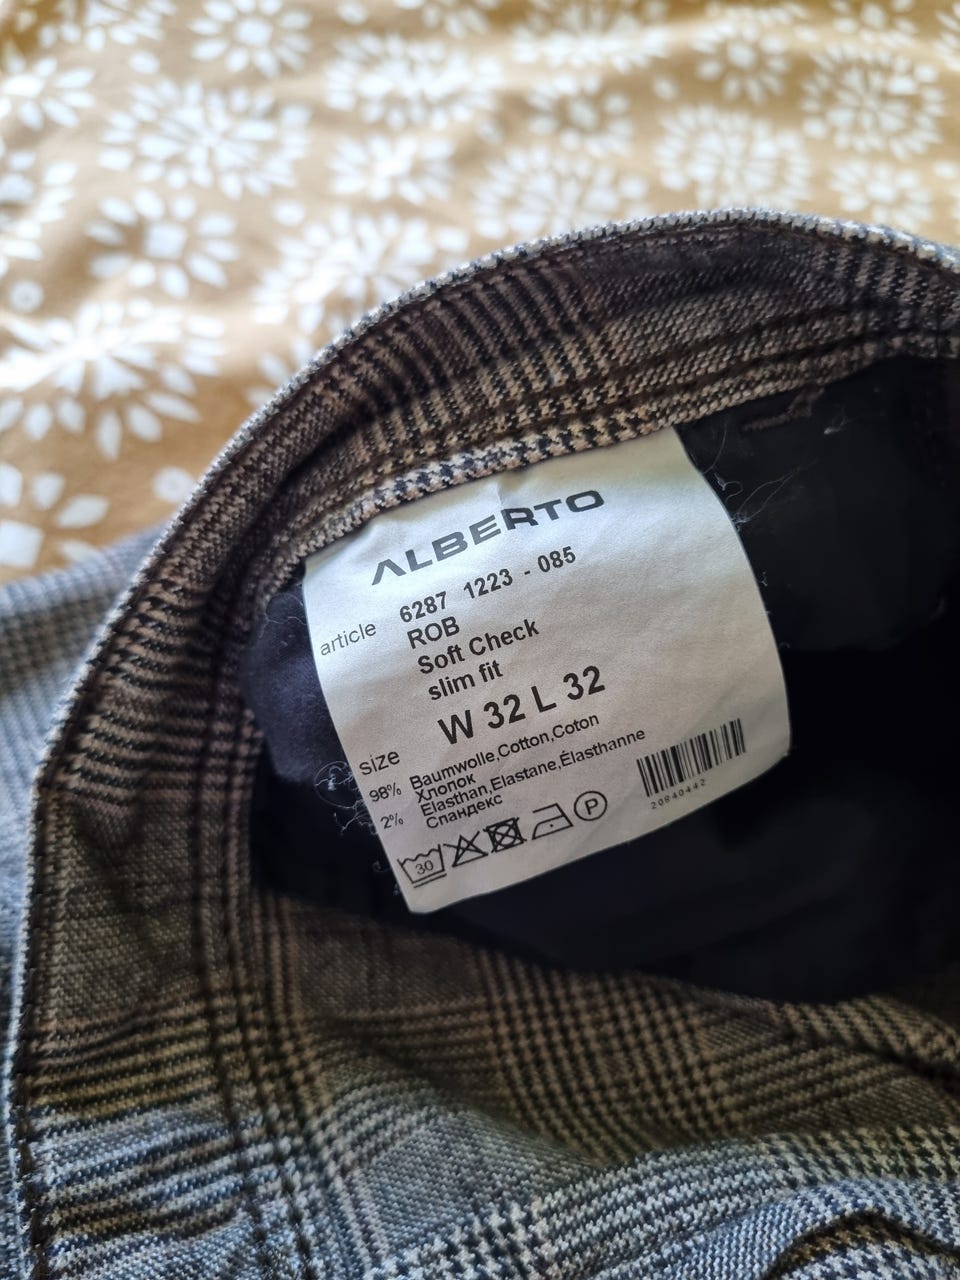 ALBERTO
article 6287 1223 - 085
ROB
Soft Check
slim fit
size W 32 L 32
98% Baumwolle,Cotton,Coton
Хлопок
2% Elasthan,Elastane,Élasthanne
Спандекс
30 P
20840442